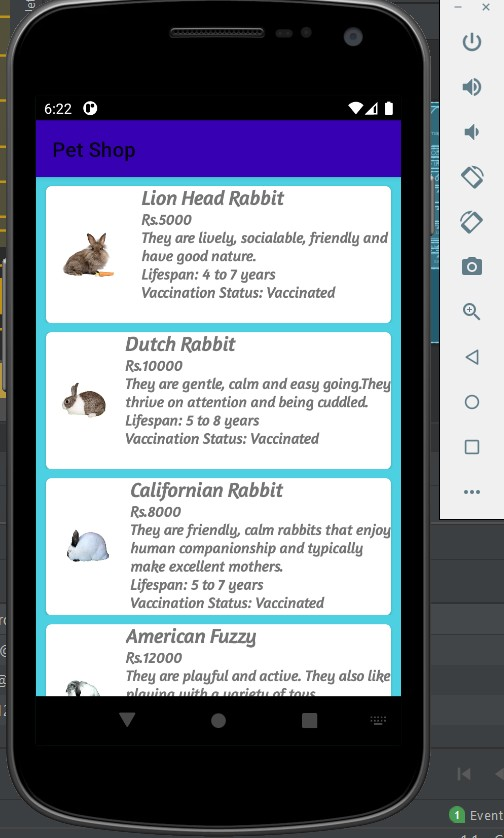 6:22
Pet Shop
Lion Head Rabbit
Rs.5000
They are lively, socialable, friendly and
have good nature.
Lifespan: 4 to 7 years
Vaccination Status: Vaccinated
Dutch Rabbit
Rs.10000
They are gentle, calm and easy going.They
thrive on attention and being cuddled.
Lifespan: 5 to 8 years
Vaccination Status: Vaccinated
Californian Rabbit
Rs.8000
They are friendly, calm rabbits that enjoy
human companionship and typically
make excellent mothers.
Lifespan: 5 to 7 years
Vaccination Status: Vaccinated
American Fuzzy
Rs.12000
They are playful and active. They also like
playing with a variety of toys
1 Event